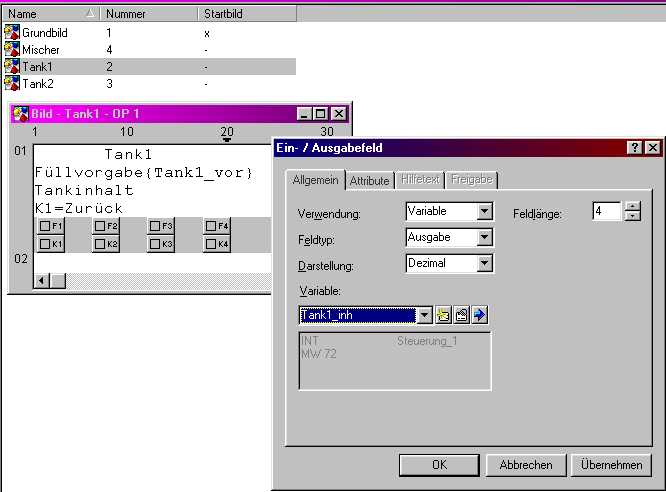 Name Nummer Startbild
Grundbild 1 x
Mischer 4 -
Tank1 2 -
Tank2 3 -
Bild - Tank1 - OP 1
1 10 20 30
01
Tank1
Füllvorgabe{Tank1_vor}
Tankinhalt
K1=Zurück
F1 F2 F3 F4
K1 K2 K3 K4
02
Ein- / Ausgabefeld
Allgemein Attribute Hilfetext Freigabe
Verwendung: Variable Feldlänge: 4
Feldtyp: Ausgabe
Darstellung: Dezimal
Variable:
Tank1_inh
INT Steuerung_1
MW 72
OK Abbrechen Übernehmen